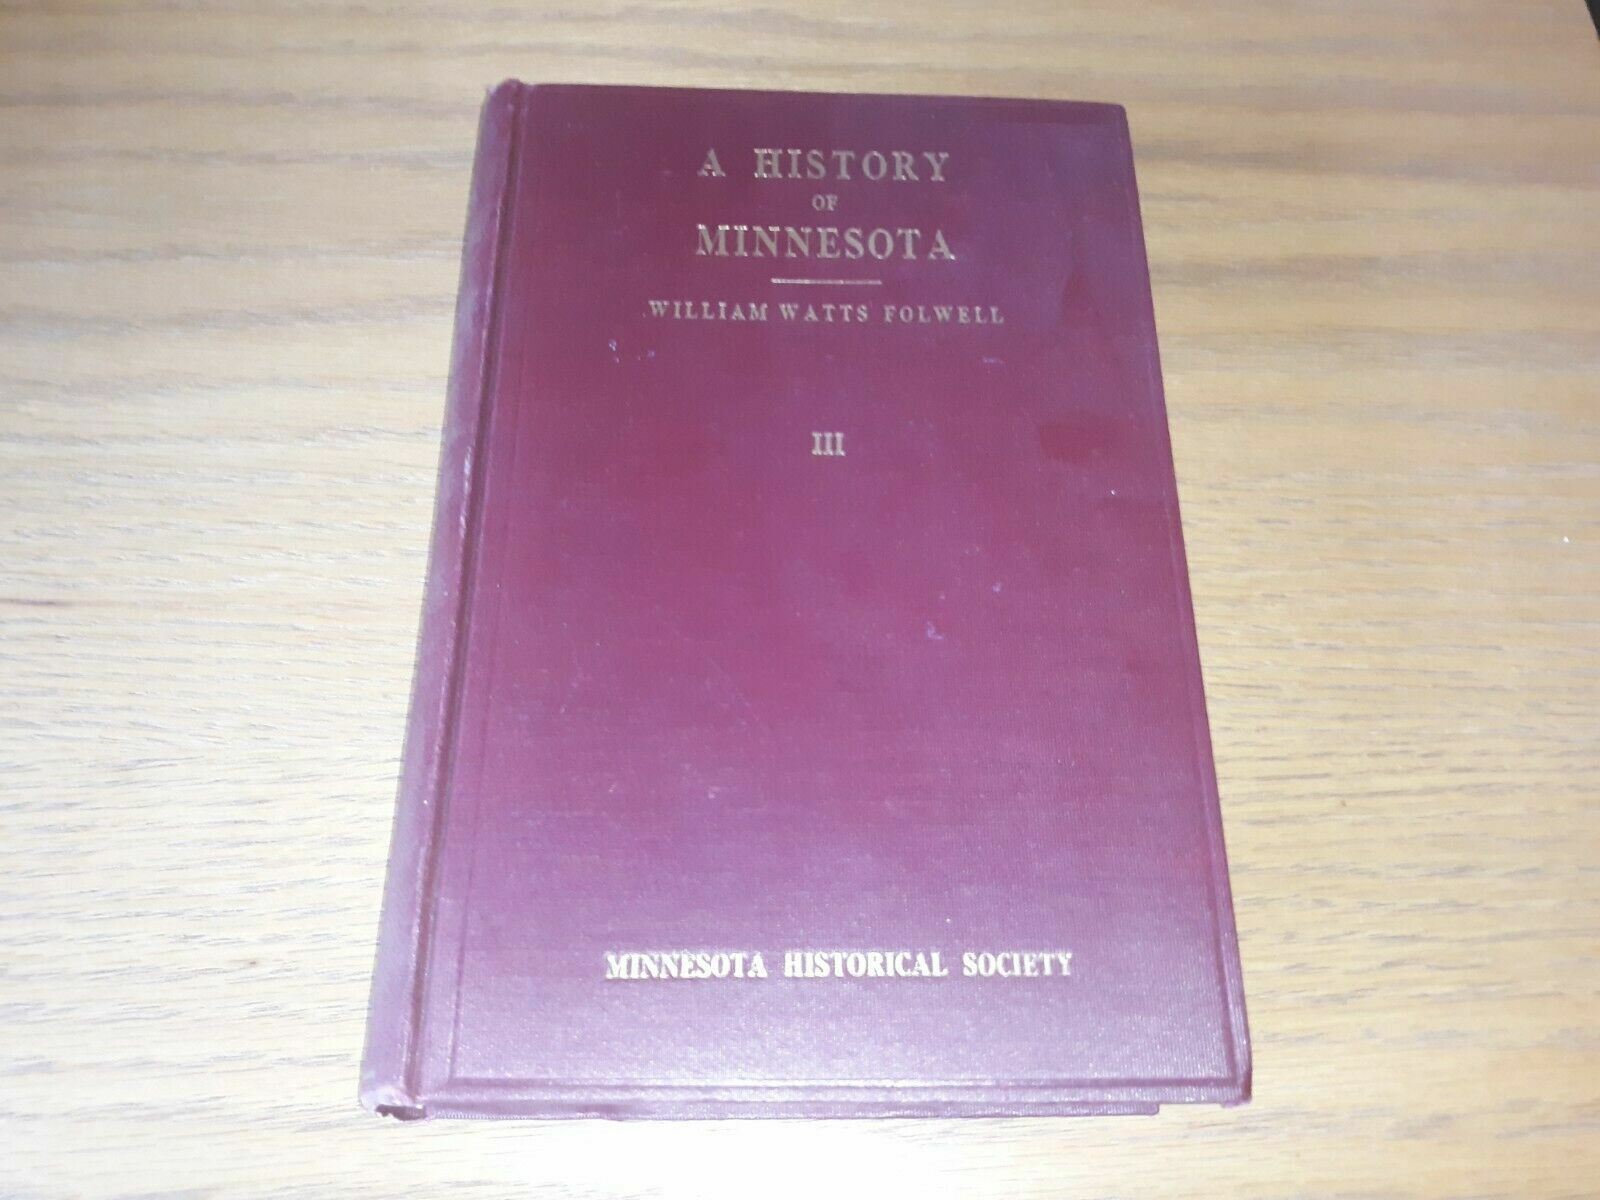 A HISTORY
OF
MINNESOTA
WILLIAM WATTS FOLWELL
III
MINNESOTA HISTORICAL SOCIETY